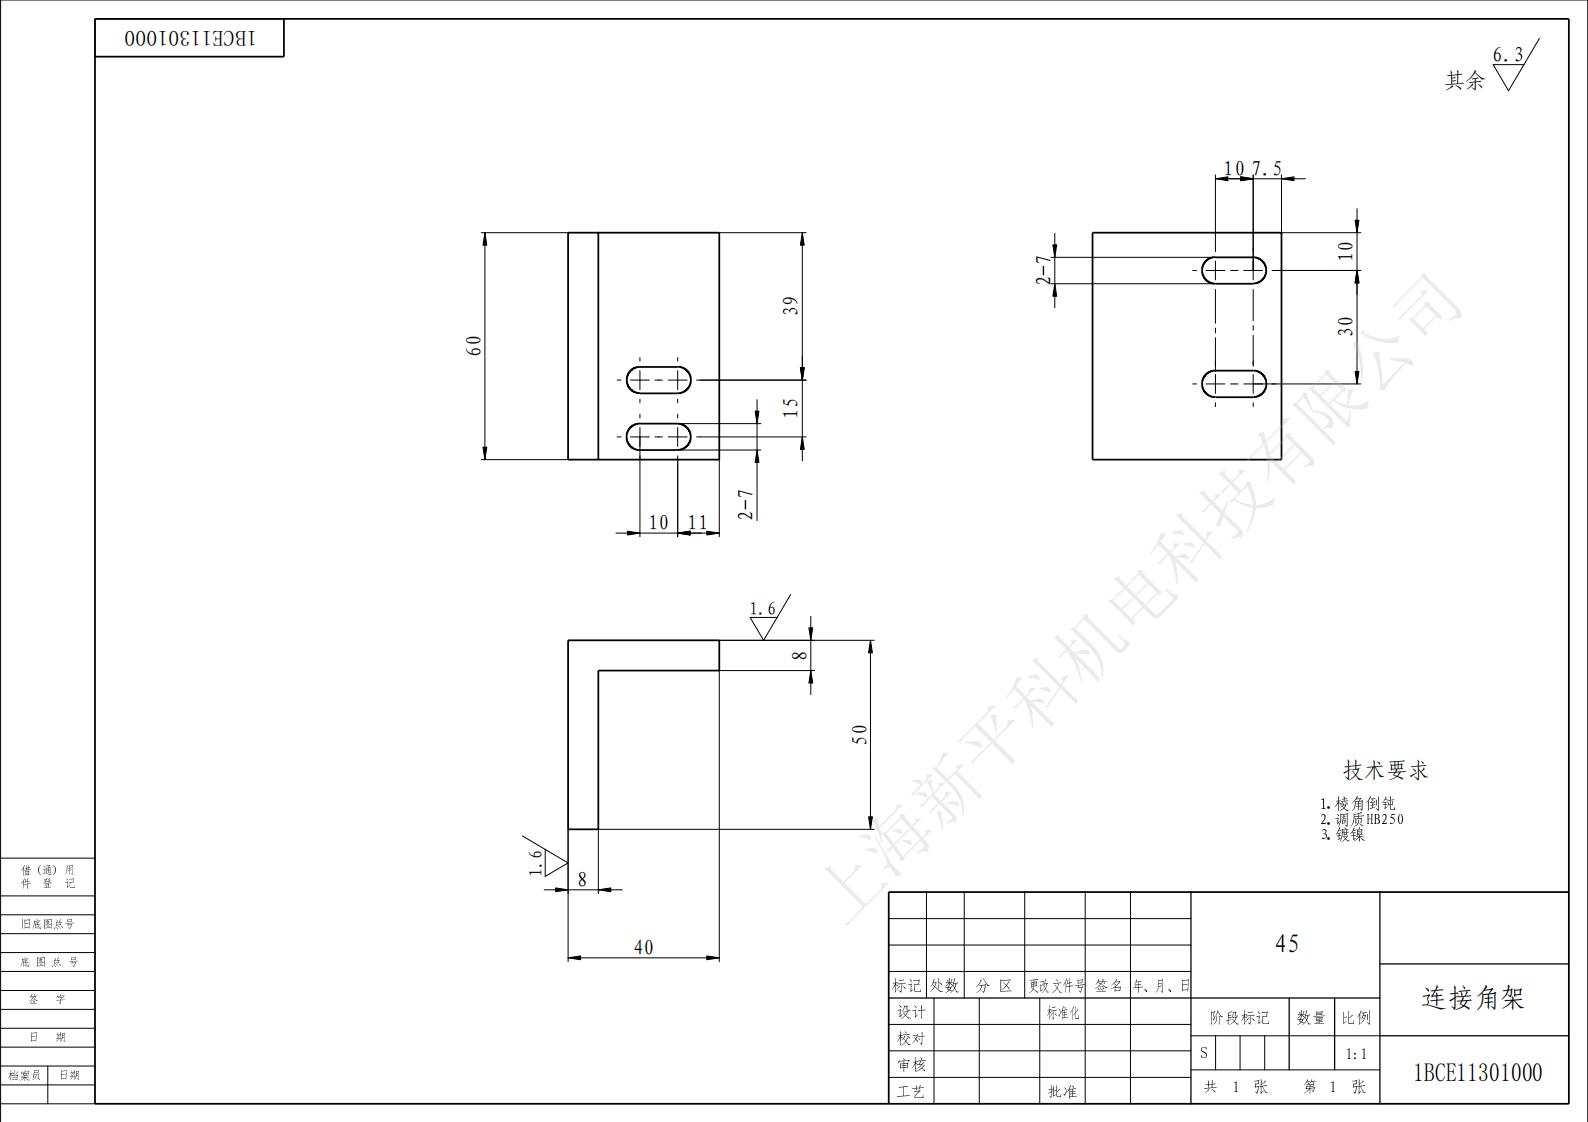 1BCE11301000
6.3
其余
10 7.5
60
39
15
2-7
10 11
2-7
10
30
1.6
8
50
1.6
8
40
技术要求
1.棱角倒钝
2.调质HB250
3.镀镍
上海新平科机电科技有限公司
借(通)用
件 登 记
旧底图总号
底 图 总 号
签 字
日 期
档案员 日期
标记 处数 分 区 更改文件号 签名 年、月、日
设计 标准化
校对
审核
工艺 批准
45
阶段标记 数量 比例
S 1:1
共 1 张 第 1 张
连接角架
1BCE11301000